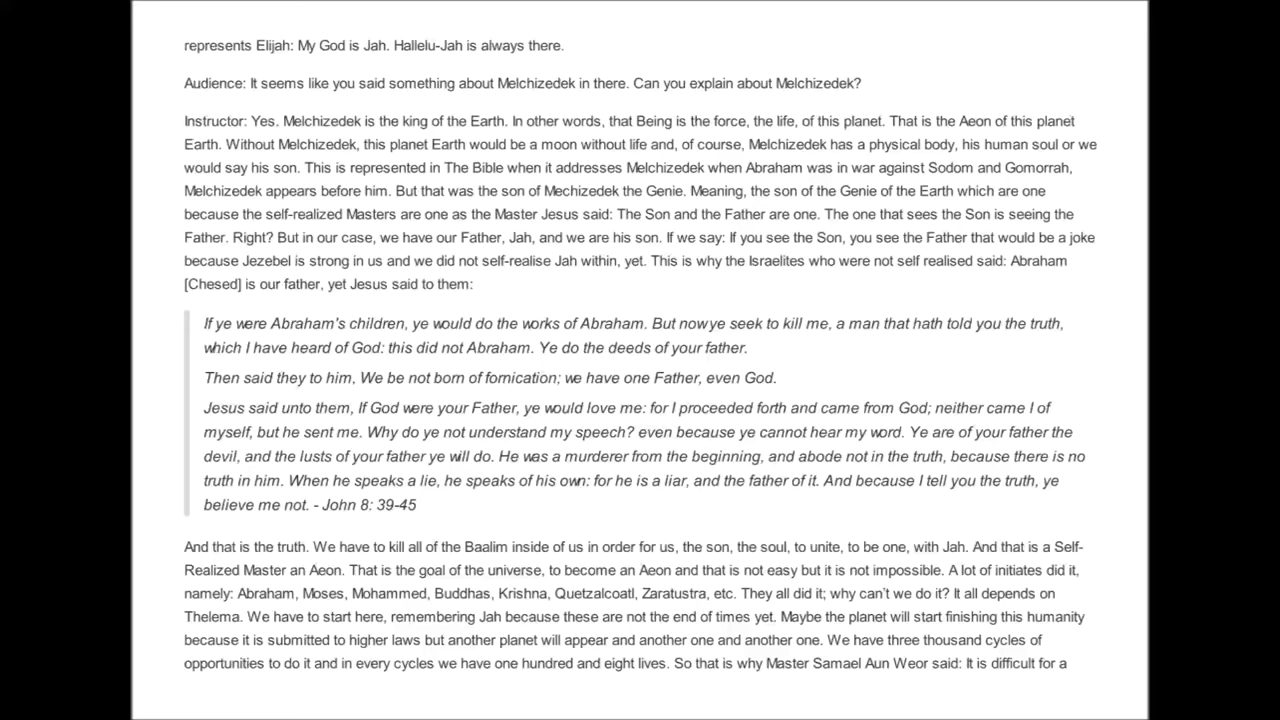 represents Elijah: My God is Jah. Hallelu-Jah is always there.
Audience: It seems like you said something about Melchizedek in there. Can you explain about Melchizedek?
Instructor: Yes. Melchizedek is the king of the Earth. In other words, that Being is the force, the life, of this planet. That is the Aeon of this planet
Earth. Without Melchizedek, this planet Earth would be a moon without life and, of course, Melchizedek has a physical body, his human soul or we
would say his son. This is represented in The Bible when it addresses Melchizedek when Abraham was in war against Sodom and Gomorrah,
Melchizedek appears before him. But that was the son of Mechizedek the Genie. Meaning, the son of the Genie of the Earth which are one
because the self-realized Masters are one as the Master Jesus said: The Son and the Father are one. The one that sees the Son is seeing the
Father. Right? But in our case, we have our Father, Jah, and we are his son. If we say: If you see the Son, you see the Father that would be a joke
because Jezebel is strong in us and we did not self-realise Jah within, yet. This is why the Israelites who were not self realised said: Abraham
[Chesed] is our father, yet Jesus said to them:
If ye were Abraham's children, ye would do the works of Abraham. But now ye seek to kill me, a man that hath told you the truth,
which I have heard of God: this did not Abraham. Ye do the deeds of your father.
Then said they to him, We be not born of fornication; we have one Father, even God.
Jesus said unto them, If God were your Father, ye would love me: for I proceeded forth and came from God; neither came I of
myself, but he sent me. Why do ye not understand my speech? even because ye cannot hear my word. Ye are of your father the
devil, and the lusts of your father ye will do. He was a murderer from the beginning, and abode not in the truth, because there is no
truth in him. When he speaks a lie, he speaks of his own: for he is a liar, and the father of it. And because I tell you the truth, ye
believe me not. - John 8: 39-45
And that is the truth. We have to kill all of the Baalim inside of us in order for us, the son, the soul, to unite, to be one, with Jah. And that is a Self-
Realized Master an Aeon. That is the goal of the universe, to become an Aeon and that is not easy but it is not impossible. A lot of initiates did it,
namely: Abraham, Moses, Mohammed, Buddhas, Krishna, Quetzalcoatl, Zaratustra, etc. They all did it; why can't we do it? It all depends on
Thelema. We have to start here, remembering Jah because these are not the end of times yet. Maybe the planet will start finishing this humanity
because it is submitted to higher laws but another planet will appear and another one and another one. We have three thousand cycles of
opportunities to do it and in every cycles we have one hundred and eight lives. So that is why Master Samael Aun Weor said: It is difficult for a